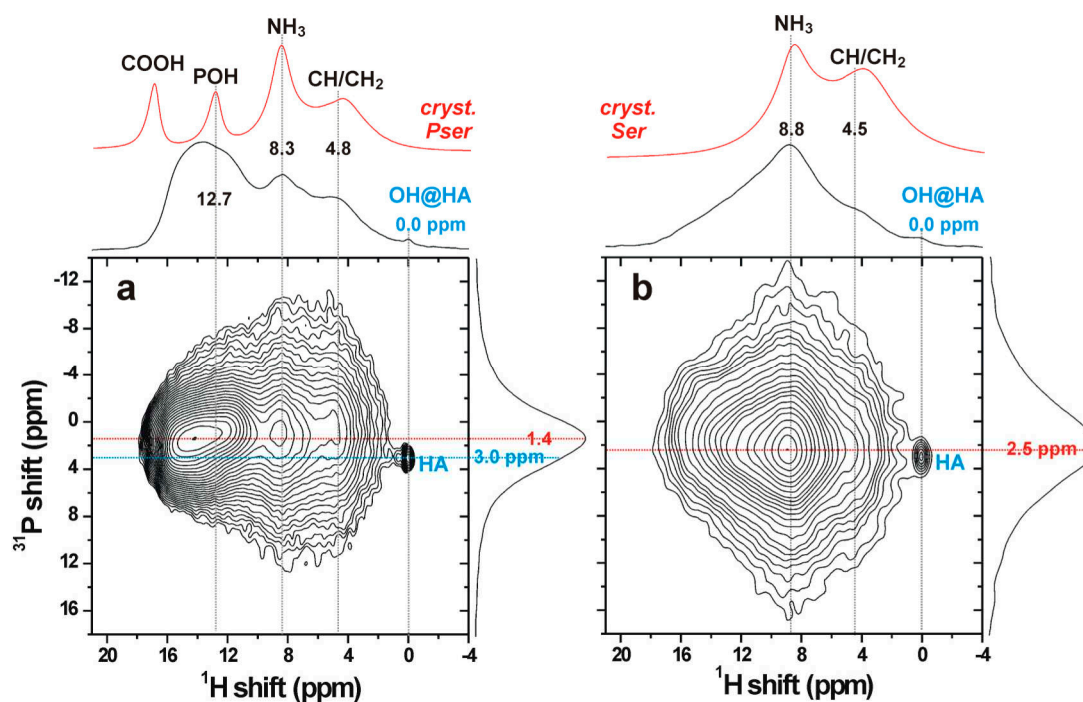 NH₃
COOH
POH
CH/CH₂
cryst.
Pser
8.3
4.8
12.7
OH@HA
0.0 ppm
NH₃
CH/CH₂
cryst.
Ser
8.8
4.5
OH@HA
0.0 ppm
a
-12
-8
-4
0
4
8
12
16
³¹P shift (ppm)
1.4
3.0 ppm
HA
20
16
12
8
4
0
-4
¹H shift (ppm)
b
HA
2.5 ppm
20
16
12
8
4
0
-4
¹H shift (ppm)